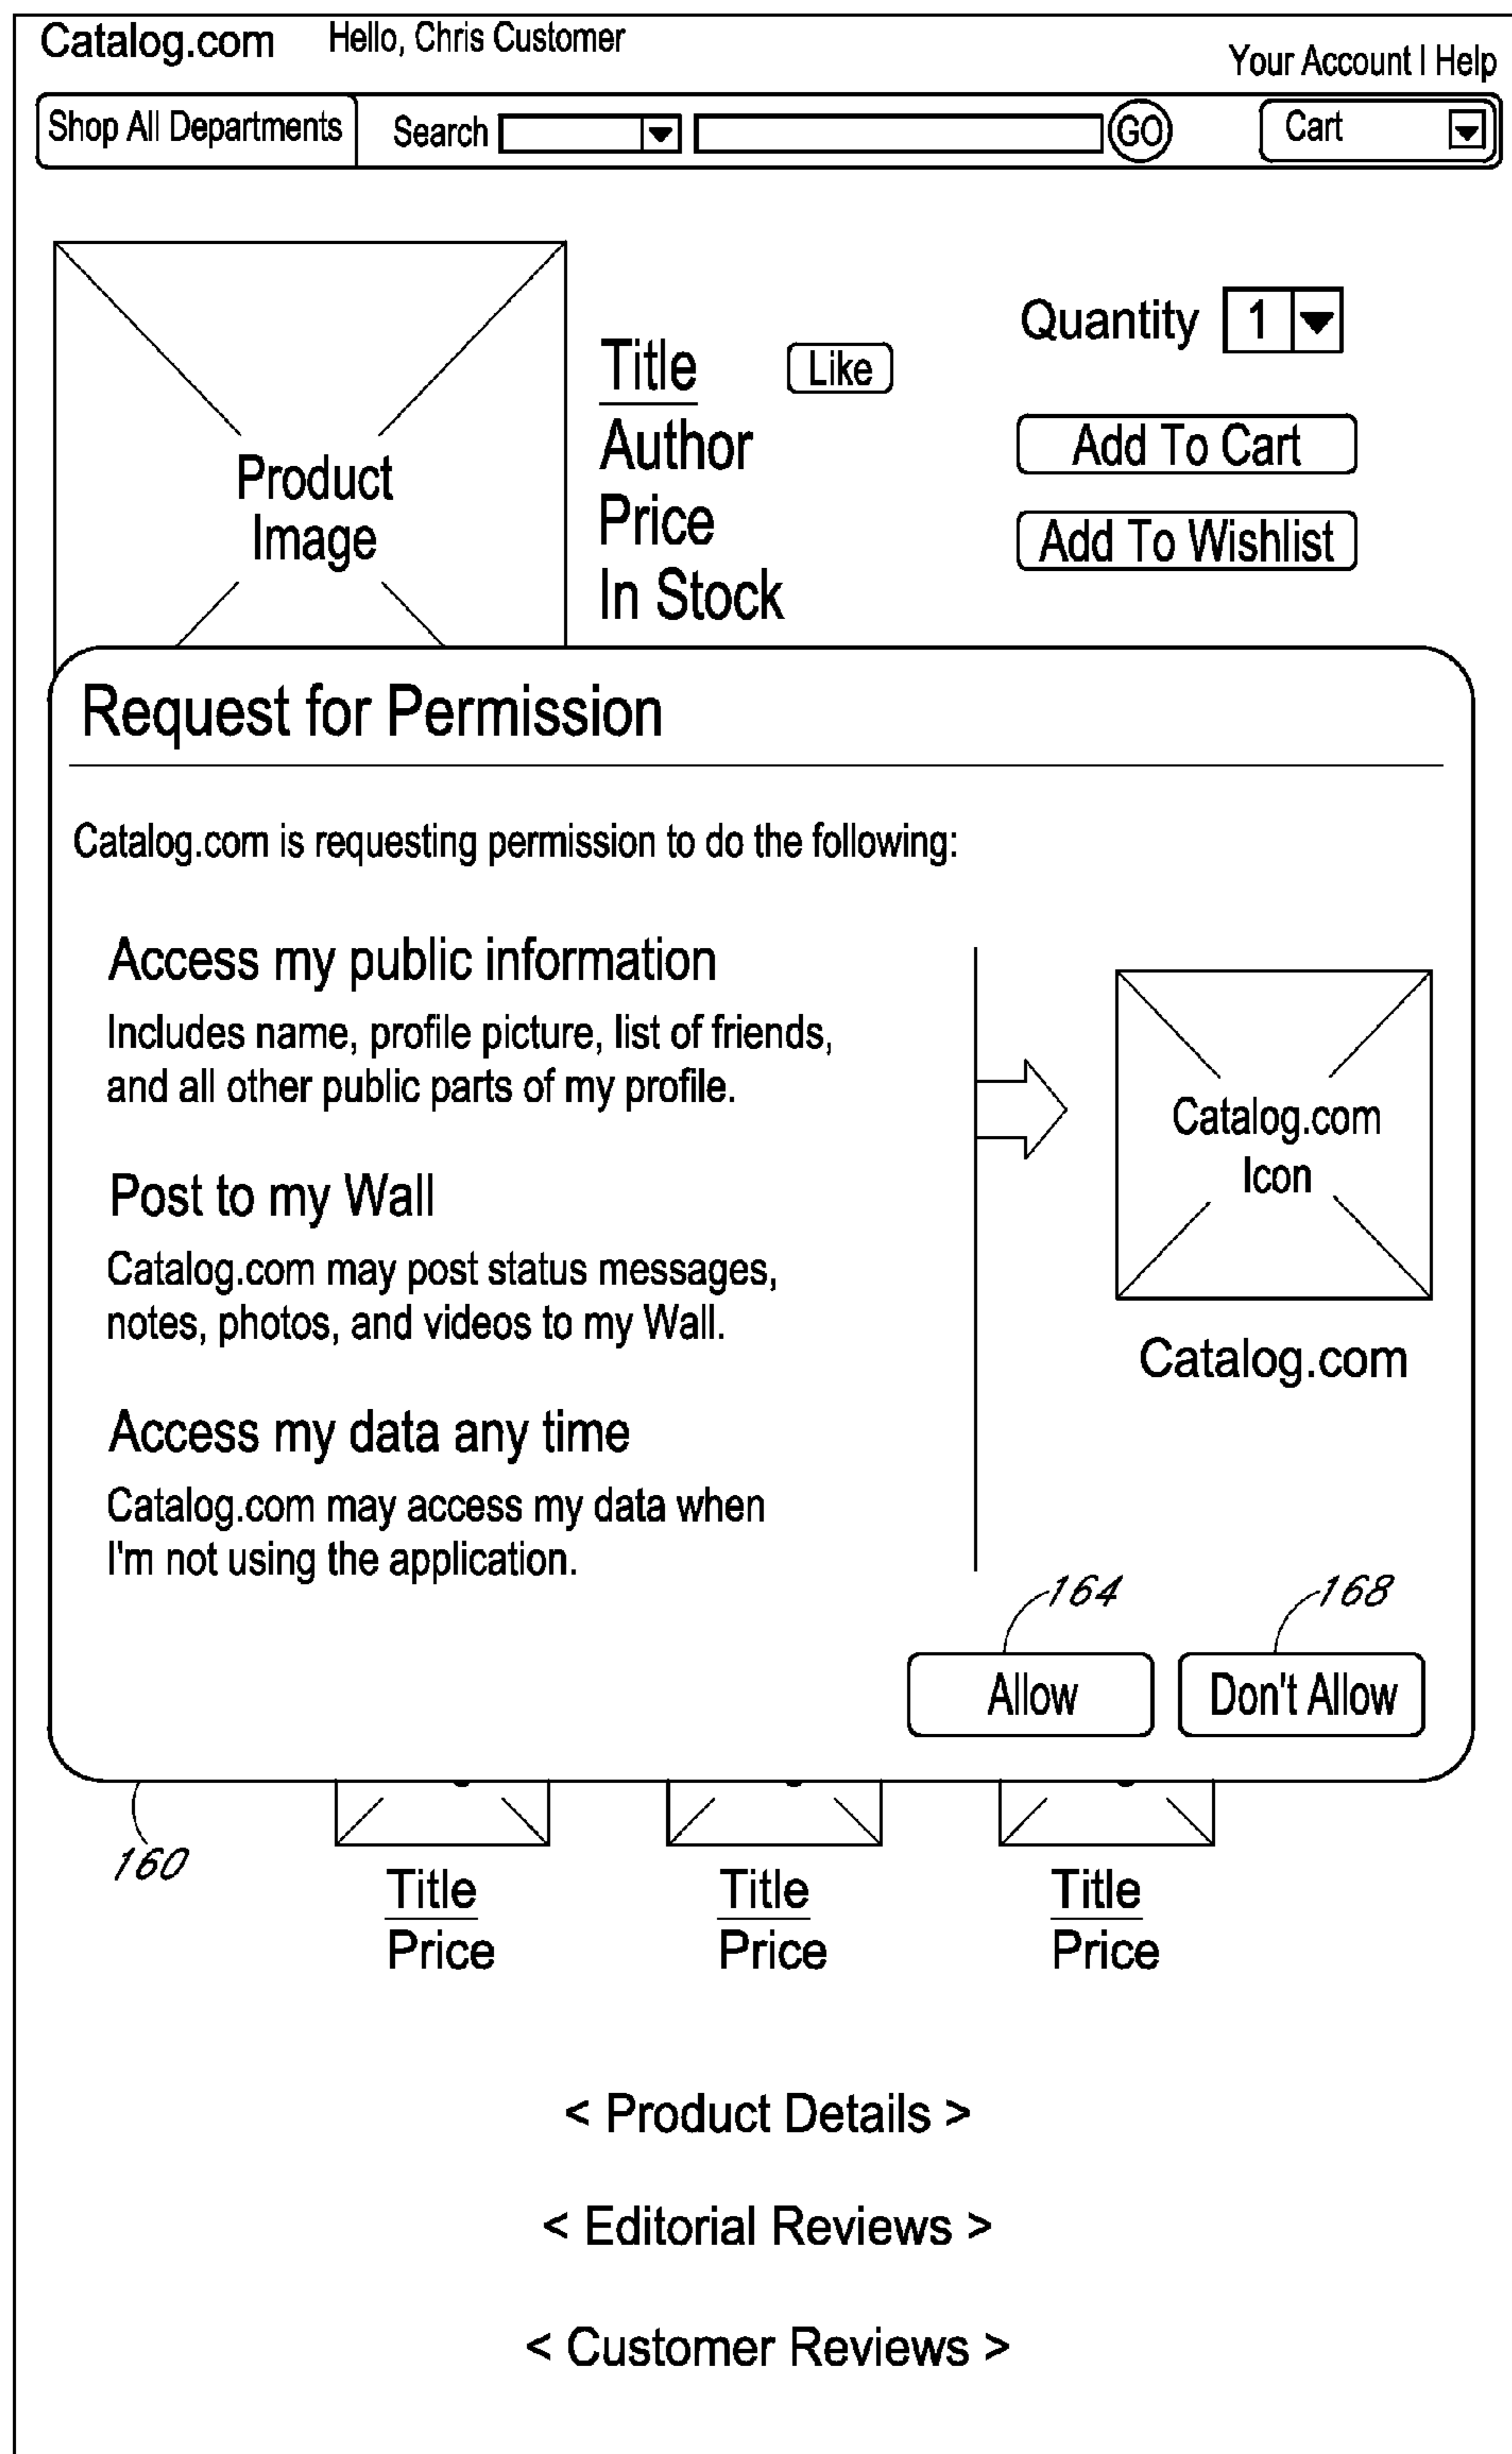 Catalog.com Hello, Chris Customer
Your Account | Help
Shop All Departments Search GO Cart
Quantity 1
Title Like
Author
Add To Cart
Price
Add To Wishlist
In Stock
Product
Image
Request for Permission
Catalog.com is requesting permission to do the following:
Access my public information
Includes name, profile picture, list of friends,
and all other public parts of my profile.
Post to my Wall
Catalog.com may post status messages,
notes, photos, and videos to my Wall.
Access my data any time
Catalog.com may access my data when
I'm not using the application.
Catalog.com
Icon
Catalog.com
164 168
Allow Don't Allow
160
Title Title Title
Price Price Price
< Product Details >
< Editorial Reviews >
< Customer Reviews >